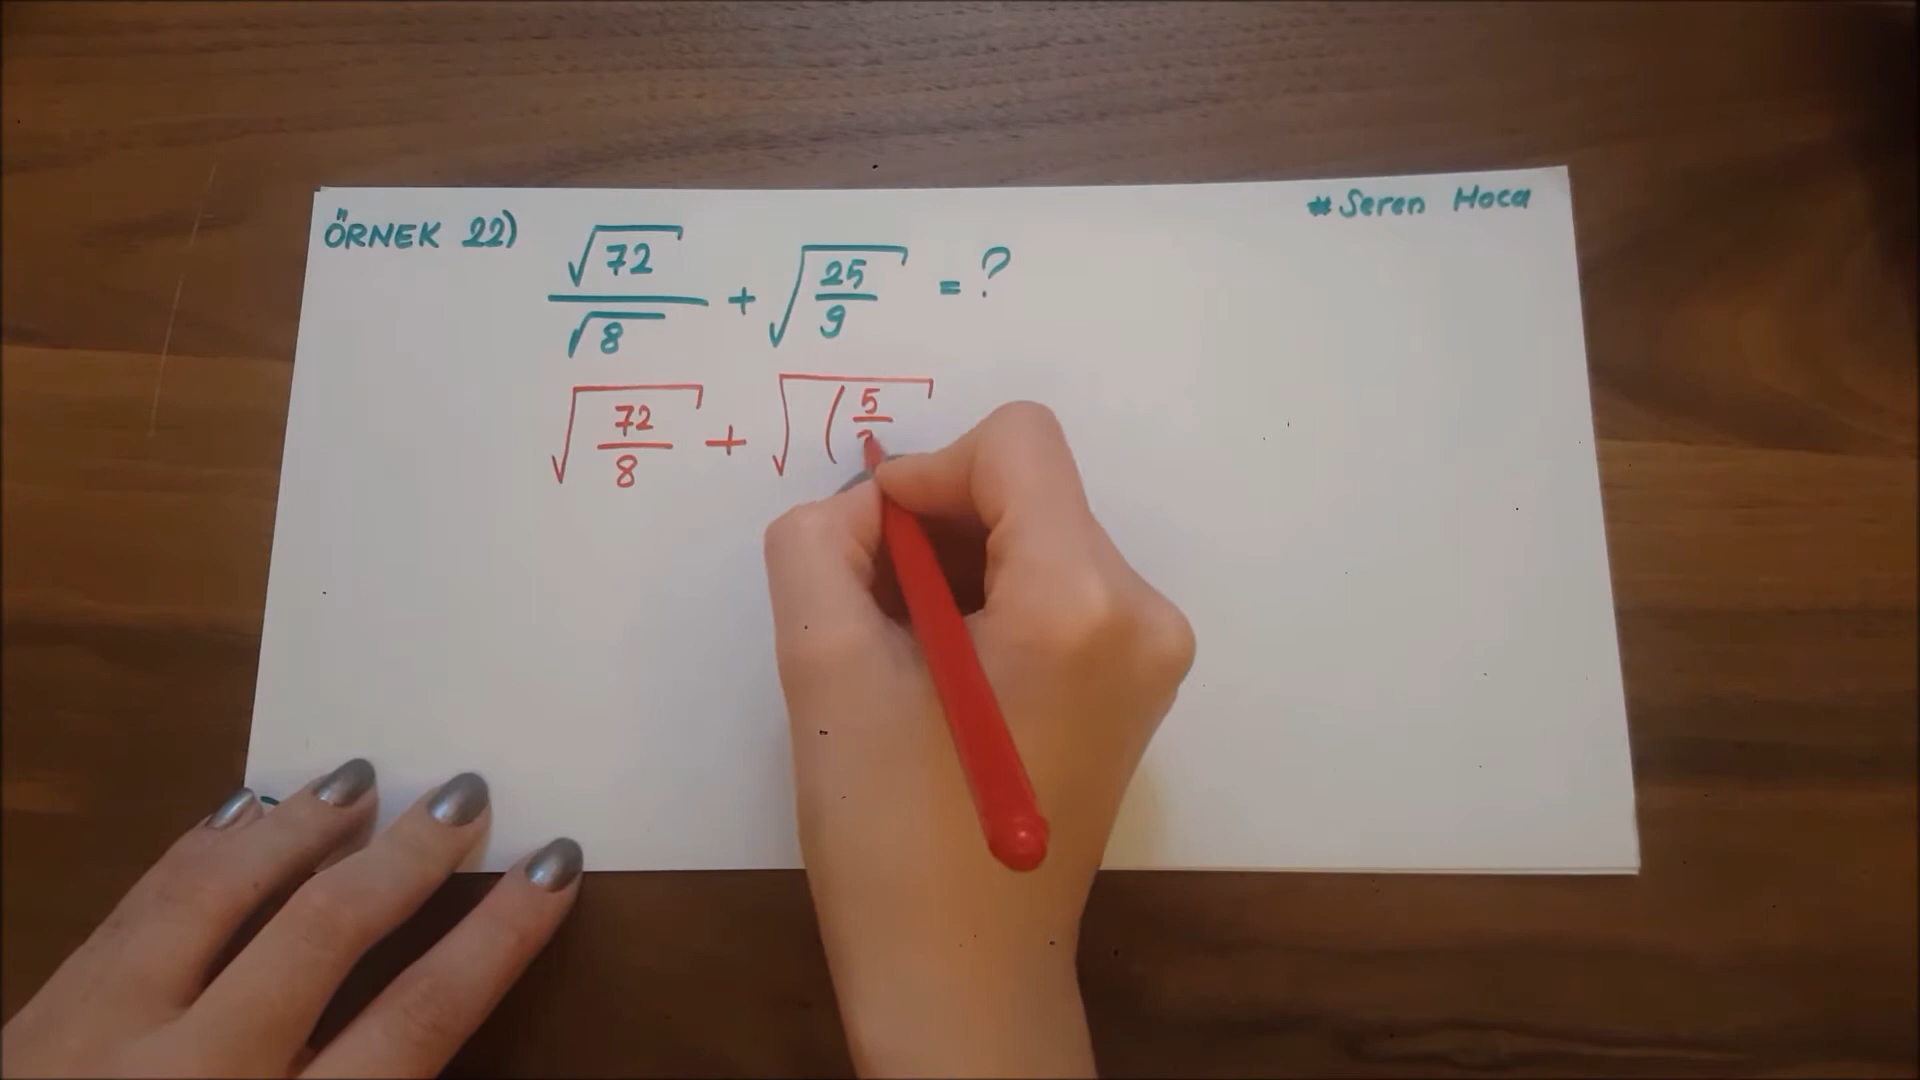 ÖRNEK 22) √72/√8 + √(25/9) = ?
#Seren Hoca
√(72/8) + √((5/